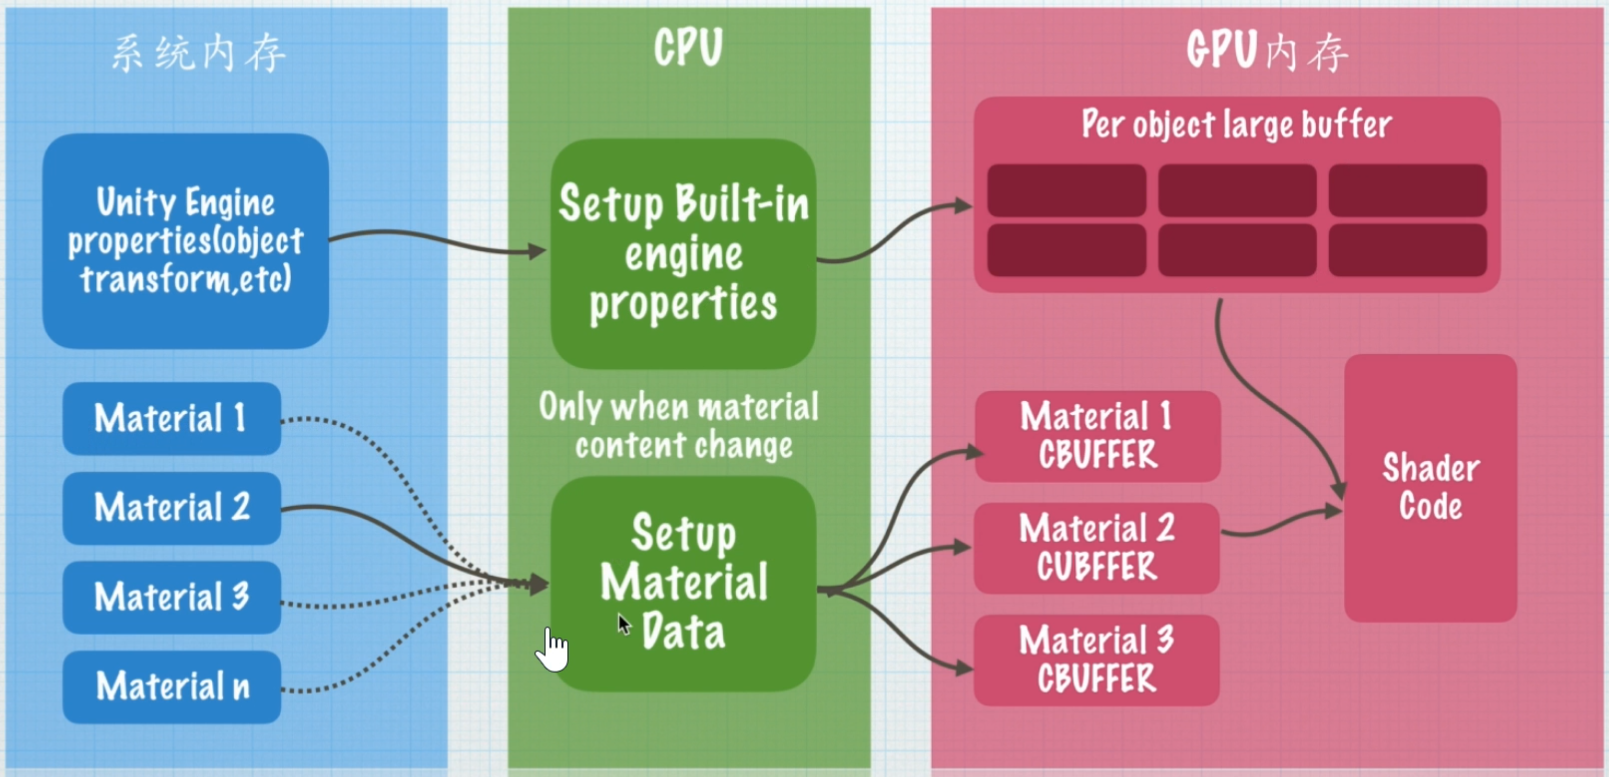 系统内存
Unity Engine
properties(object
transform,etc)
Material 1
Material 2
Material 3
Material n
CPU
Setup Built-in
engine
properties
Only when material
content change
Setup
Material
Data
GPU内存
Per object large buffer
Material 1
CBUFFER
Material 2
CUBFFER
Material 3
CBUFFER
Shader
Code